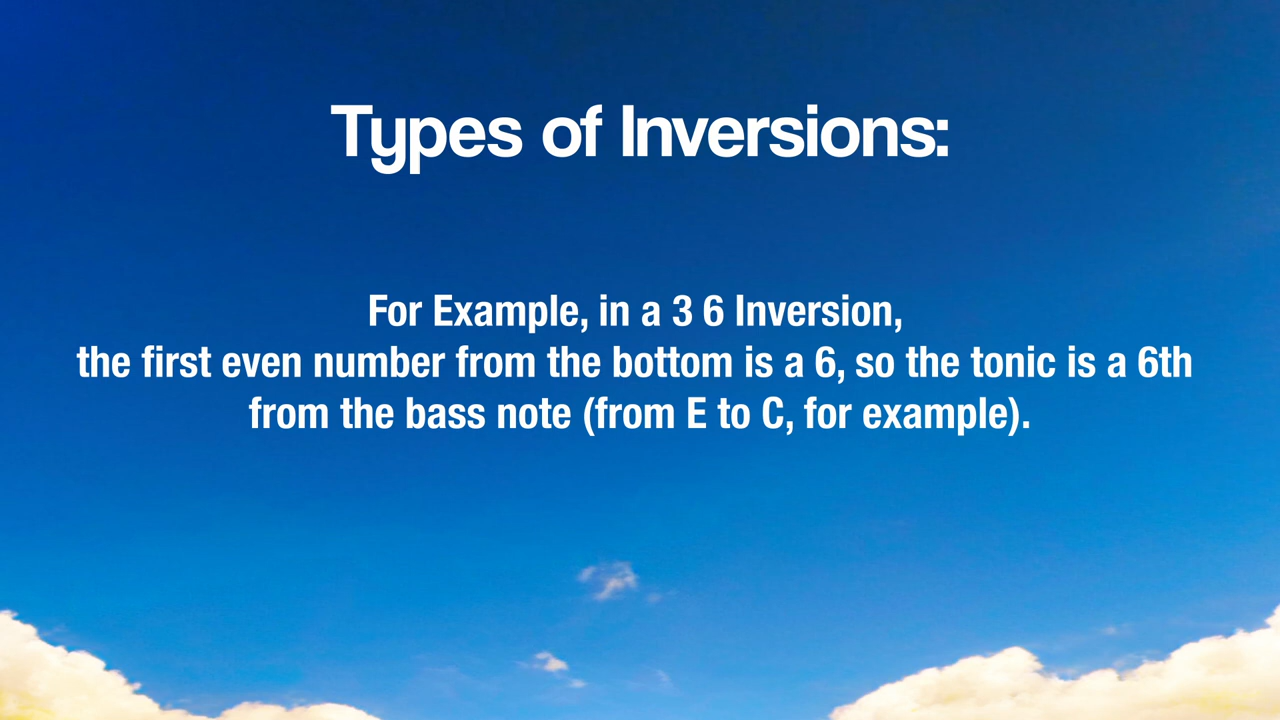 Types of Inversions:
For Example, in a 3 6 Inversion,
the first even number from the bottom is a 6, so the tonic is a 6th
from the bass note (from E to C, for example).